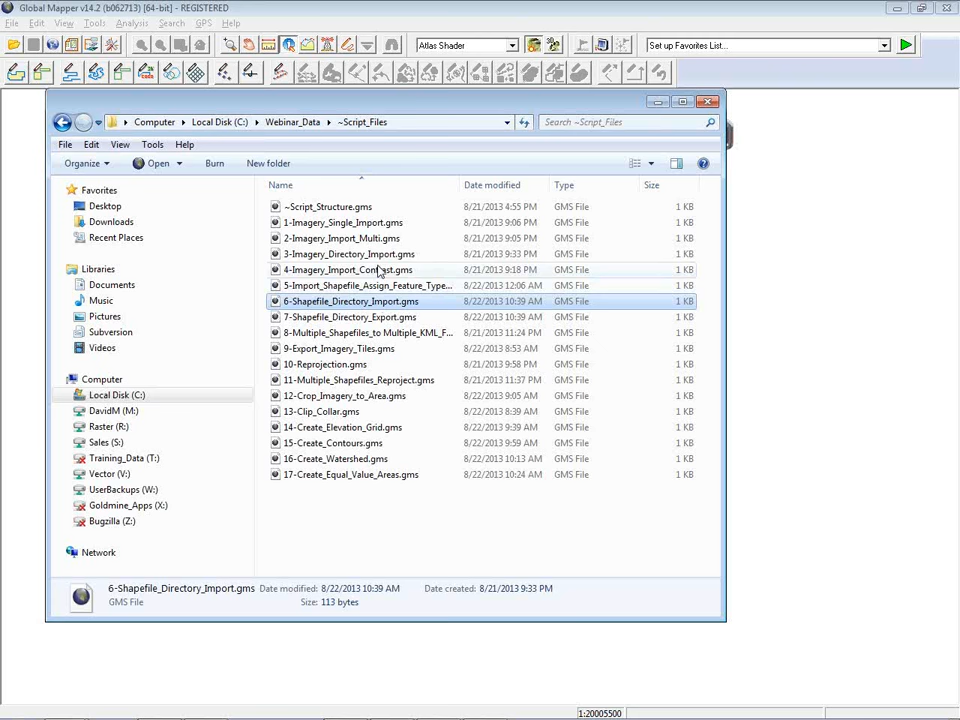 Global Mapper v14.2 (b062713) [64-bit] - REGISTERED
File Edit View Tools Analysis Search GPS Help
Atlas Shader
Set up Favorites List...
Computer Local Disk (C:) Webinar_Data ~Script_Files
Search ~Script_Files
File Edit View Tools Help
Organize Open Burn New folder
Name Date modified Type Size
Favorites
Desktop
Downloads
Recent Places
Libraries
Documents
Music
Pictures
Subversion
Videos
Computer
Local Disk (C:)
DavidM (M:)
Raster (R:)
Sales (S:)
Training_Data (T:)
Vector (V:)
UserBackups (W:)
Goldmine_Apps (X:)
Bugzilla (Z:)
Network
~Script_Structure.gms 8/21/2013 4:55 PM GMS File 1 KB
1-Imagery_Single_Import.gms 8/21/2013 9:06 PM GMS File 1 KB
2-Imagery_Import_Multi.gms 8/21/2013 9:05 PM GMS File 1 KB
3-Imagery_Directory_Import.gms 8/21/2013 9:33 PM GMS File 1 KB
4-Imagery_Import_Contrast.gms 8/21/2013 9:18 PM GMS File 1 KB
5-Import_Shapefile_Assign_Feature_Type... 8/22/2013 12:06 AM GMS File 1 KB
6-Shapefile_Directory_Import.gms 8/22/2013 10:39 AM GMS File 1 KB
7-Shapefile_Directory_Export.gms 8/22/2013 10:39 AM GMS File 1 KB
8-Multiple_Shapefiles_to Multiple_KML_F... 8/21/2013 11:24 PM GMS File 1 KB
9-Export_Imagery_Tiles.gms 8/22/2013 8:53 AM GMS File 1 KB
10-Reprojection.gms 8/21/2013 9:58 PM GMS File 1 KB
11-Multiple_Shapefiles_Reproject.gms 8/21/2013 11:37 PM GMS File 1 KB
12-Crop_Imagery_to_Area.gms 8/22/2013 9:05 AM GMS File 1 KB
13-Clip_Collar.gms 8/22/2013 8:39 AM GMS File 1 KB
14-Create_Elevation_Grid.gms 8/22/2013 9:39 AM GMS File 1 KB
15-Create_Contours.gms 8/22/2013 9:59 AM GMS File 1 KB
16-Create_Watershed.gms 8/22/2013 10:13 AM GMS File 1 KB
17-Create_Equal_Value_Areas.gms 8/22/2013 10:24 AM GMS File 1 KB
6-Shapefile_Directory_Import.gms Date modified: 8/22/2013 10:39 AM Date created: 8/21/2013 9:33 PM
GMS File Size: 113 bytes
1:20005500